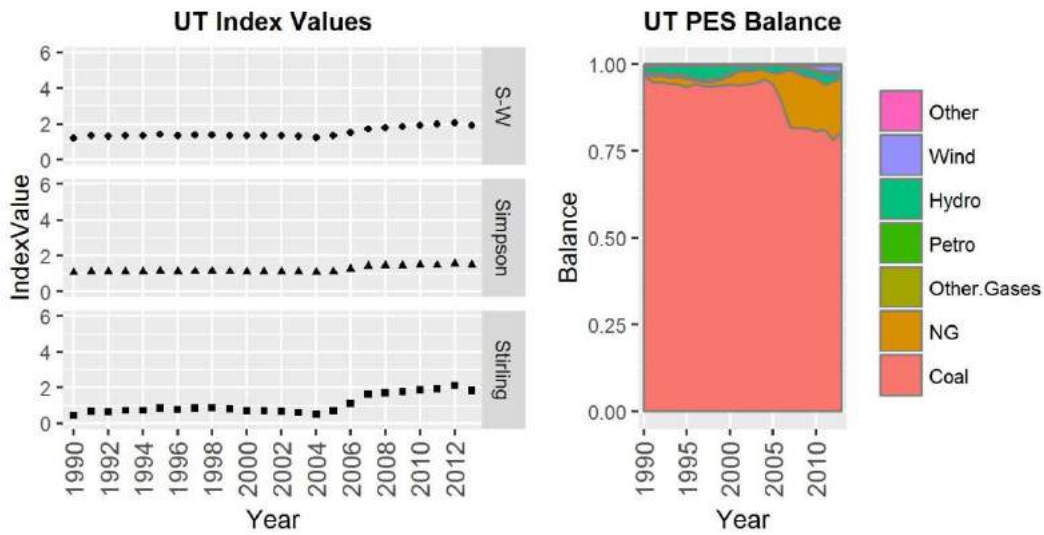 UT Index Values
IndexValue
6
4
2
0
S-W
6
4
2
0
Simpson
6
4
2
0
Stirling
1990
1992
1994
1996
1998
2000
2002
2004
2006
2008
2010
2012
Year
UT PES Balance
Balance
1.00
0.75
0.50
0.25
0.00
1990
1995
2000
2005
2010
Year
Other
Wind
Hydro
Petro
Other.Gases
NG
Coal